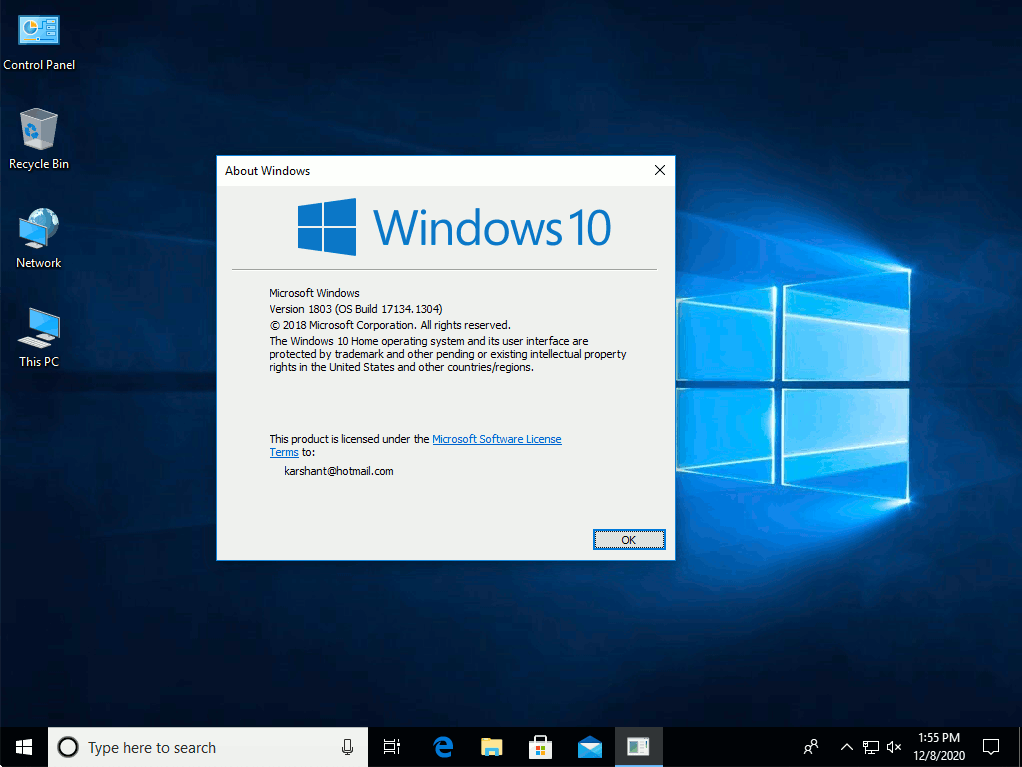 Control Panel
Recycle Bin
Network
This PC
About Windows
Windows 10
Microsoft Windows
Version 1803 (OS Build 17134.1304)
© 2018 Microsoft Corporation. All rights reserved.
The Windows 10 Home operating system and its user interface are
protected by trademark and other pending or existing intellectual property
rights in the United States and other countries/regions.
This product is licensed under the Microsoft Software License
Terms to:
karshant@hotmail.com
OK
Type here to search
1:55 PM
12/8/2020